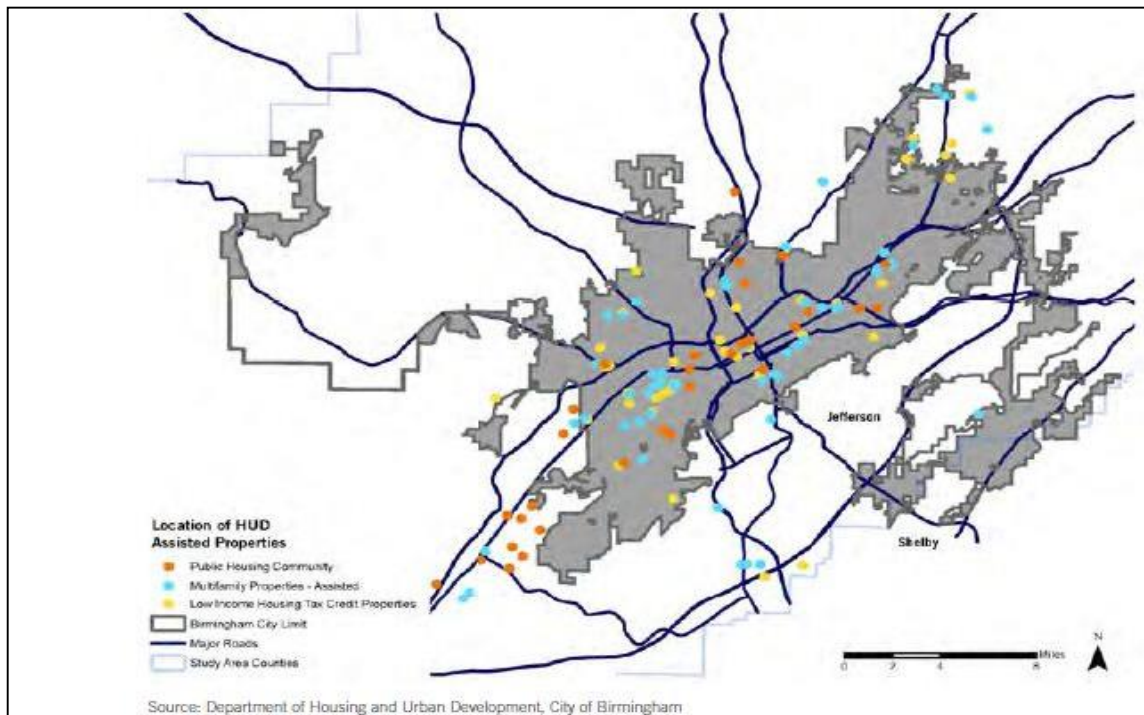 Jefferson
Shelby
Location of HUD
Assisted Properties
Public Housing Community
Multifamily Properties - Assisted
Low Income Housing Tax Credit Properties
Birmingham City Limit
Major Roads
Study Area Counties
N
Miles
0 2 4 8
Source: Department of Housing and Urban Development, City of Birmingham